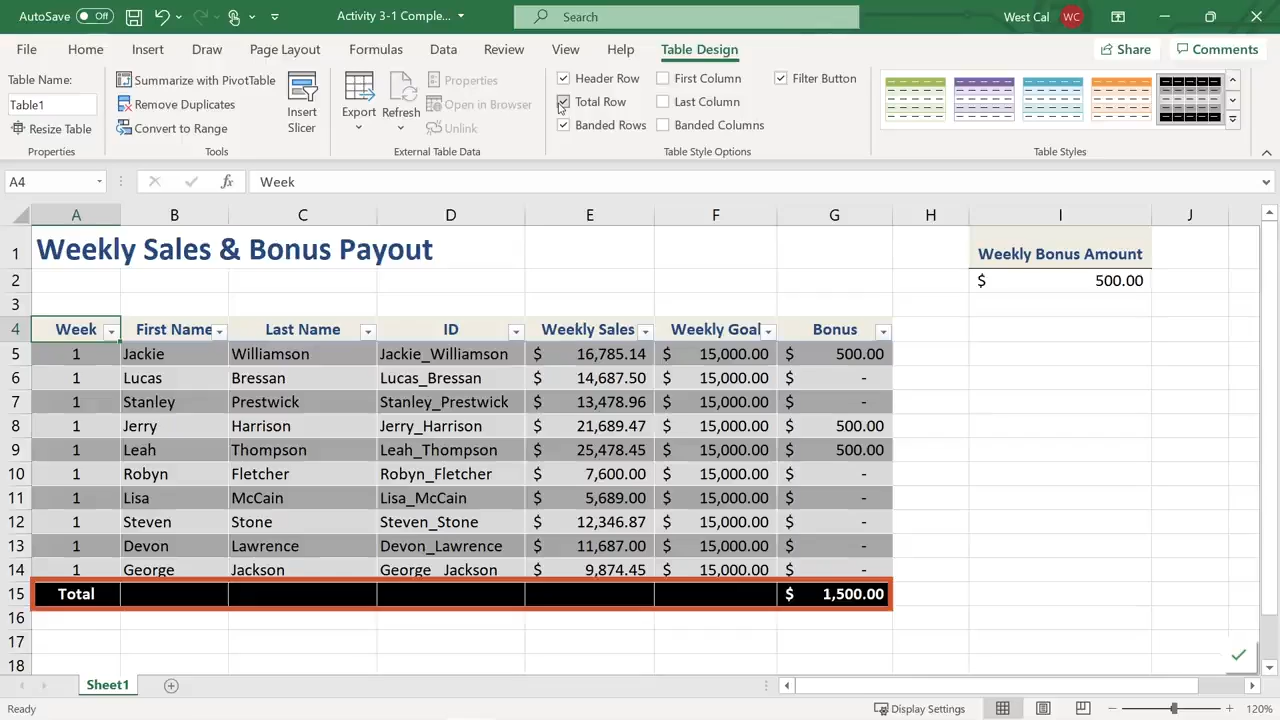 AutoSave Off Activity 3-1 Comple... Search West Cal WC
File Home Insert Draw Page Layout Formulas Data Review View Help Table Design Share Comments
Table Name:
Table1
Resize Table
Properties
Summarize with PivotTable
Remove Duplicates
Convert to Range
Tools
Insert
Slicer
Export
Refresh
Properties
Open in Browser
Unlink
External Table Data
Header Row First Column Filter Button
Total Row Last Column
Banded Rows Banded Columns
Table Style Options
Table Styles
A4 fx Week
A B C D E F G H I J
1 Weekly Sales & Bonus Payout Weekly Bonus Amount
2 $ 500.00
3
4 Week First Name Last Name ID Weekly Sales Weekly Goal Bonus
5 1 Jackie Williamson Jackie_Williamson $ 16,785.14 $ 15,000.00 $ 500.00
6 1 Lucas Bressan Lucas_Bressan $ 14,687.50 $ 15,000.00 $ -
7 1 Stanley Prestwick Stanley_Prestwick $ 13,478.96 $ 15,000.00 $ -
8 1 Jerry Harrison Jerry_Harrison $ 21,689.47 $ 15,000.00 $ 500.00
9 1 Leah Thompson Leah_Thompson $ 25,478.45 $ 15,000.00 $ 500.00
10 1 Robyn Fletcher Robyn_Fletcher $ 7,600.00 $ 15,000.00 $ -
11 1 Lisa McCain Lisa_McCain $ 5,689.00 $ 15,000.00 $ -
12 1 Steven Stone Steven_Stone $ 12,346.87 $ 15,000.00 $ -
13 1 Devon Lawrence Devon_Lawrence $ 11,687.00 $ 15,000.00 $ -
14 1 George Jackson George_Jackson $ 9,874.45 $ 15,000.00 $ -
15 Total $ 1,500.00
16
17
18
Sheet1
Ready Display Settings 120%